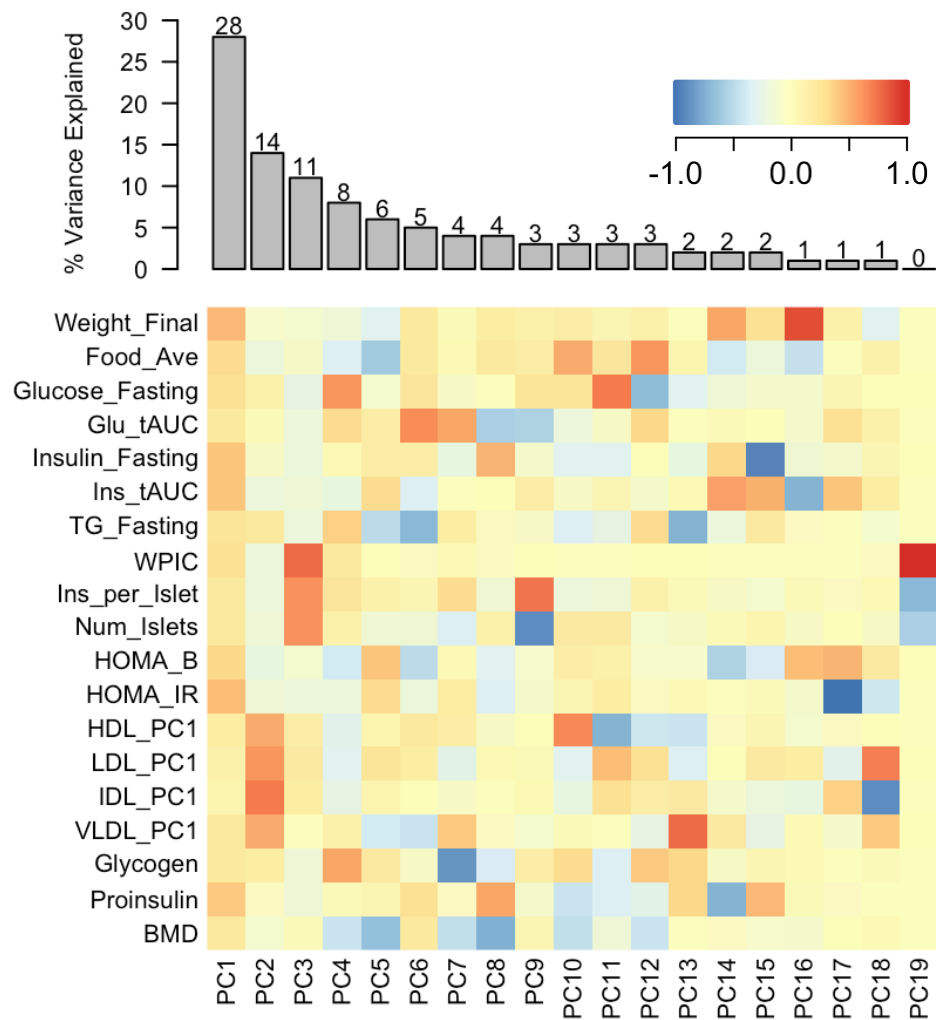 % Variance Explained
30
25
20
15
10
5
0
28
14
11
8
6
5
4
4
3
3
3
3
2
2
2
1
1
1
0
-1.0 0.0 1.0
Weight_Final
Food_Ave
Glucose_Fasting
Glu_tAUC
Insulin_Fasting
Ins_tAUC
TG_Fasting
WPIC
Ins_per_Islet
Num_Islets
HOMA_B
HOMA_IR
HDL_PC1
LDL_PC1
IDL_PC1
VLDL_PC1
Glycogen
Proinsulin
BMD
PC1
PC2
PC3
PC4
PC5
PC6
PC7
PC8
PC9
PC10
PC11
PC12
PC13
PC14
PC15
PC16
PC17
PC18
PC19